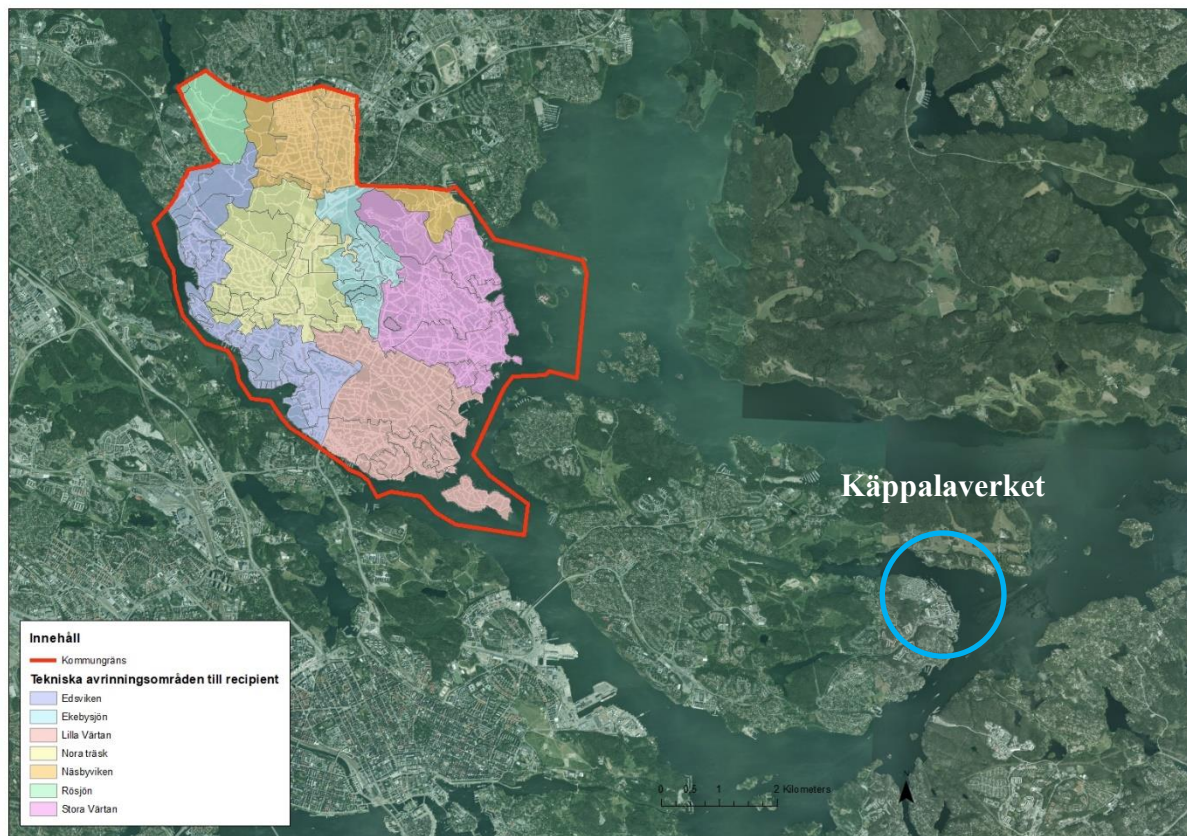 Käppalaverket
Innehåll
Kommungräns
Tekniska avrinningsområden till recipient
Edsviken
Ekebysjön
Lilla Värtan
Nora träsk
Näsbyviken
Rösjön
Stora Värtan
0 0,5 1 2 Kilometers